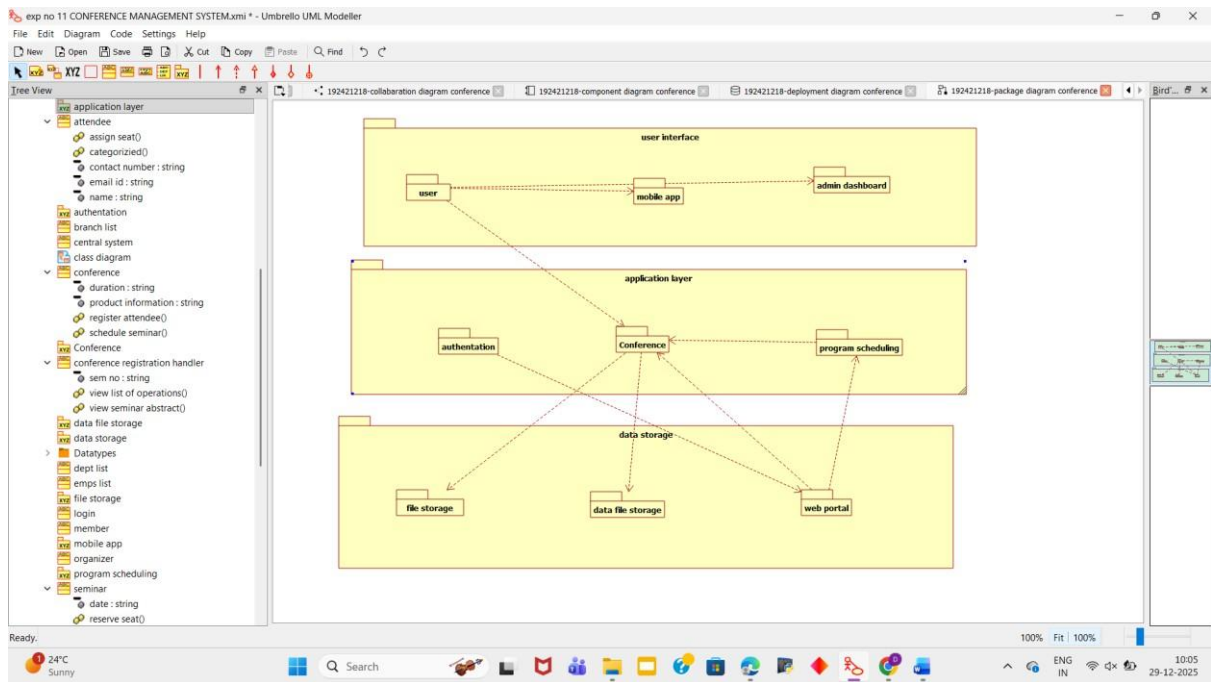 exp no 11 CONFERENCE MANAGEMENT SYSTEM.xmi * - Umbrello UML Modeller
File Edit Diagram Code Settings Help
New Open Save Cut Copy Paste Find
XYZ
Tree View
192421218-collabaration diagram conference 192421218-component diagram conference 192421218-deployment diagram conference 192421218-package diagram conference
Bird'...
application layer
attendee
assign seat()
categorizied()
contact number : string
email id : string
name : string
authentation
branch list
central system
class diagram
conference
duration : string
product information : string
register attendee()
schedule seminar()
Conference
conference registration handler
sem no : string
view list of operations()
view seminar abstract()
data file storage
data storage
Datatypes
dept list
emps list
file storage
login
member
mobile app
organizer
program scheduling
seminar
date : string
reserve seat()
user interface
user
mobile app
admin dashboard
application layer
authentation
Conference
program scheduling
data storage
file storage
data file storage
web portal
Ready.
100% Fit 100%
1
24°C
Sunny
Search
ENG
IN
10:05
29-12-2025